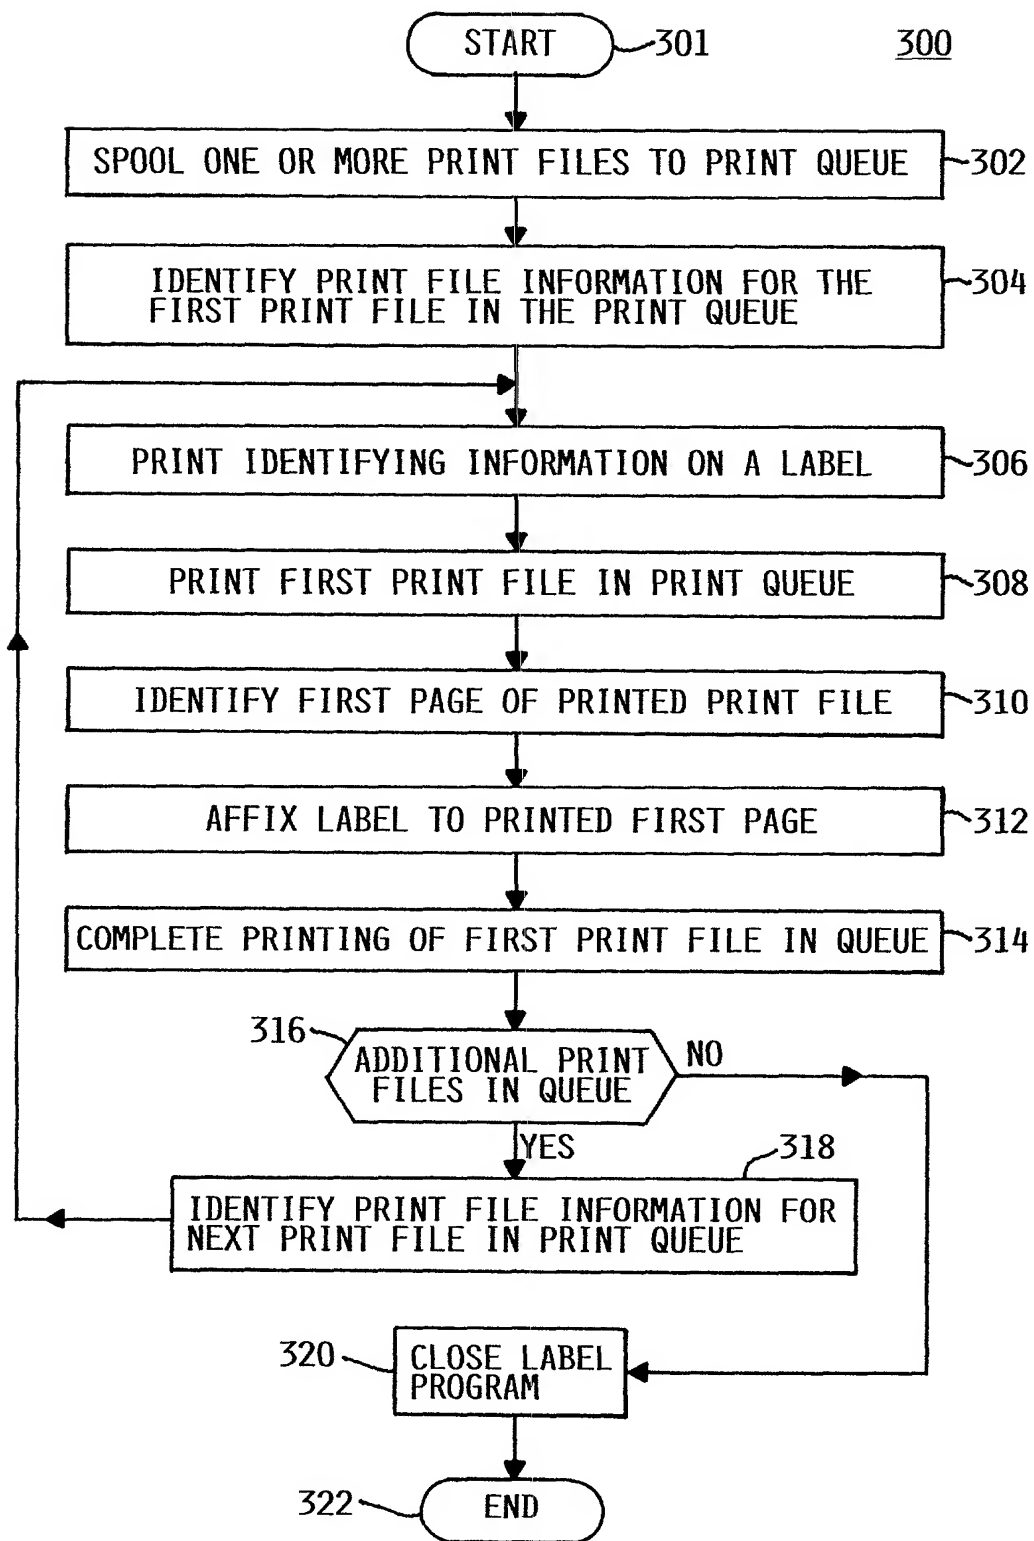 START
301
300
SPOOL ONE OR MORE PRINT FILES TO PRINT QUEUE
302
IDENTIFY PRINT FILE INFORMATION FOR THE
FIRST PRINT FILE IN THE PRINT QUEUE
304
PRINT IDENTIFYING INFORMATION ON A LABEL
306
PRINT FIRST PRINT FILE IN PRINT QUEUE
308
IDENTIFY FIRST PAGE OF PRINTED PRINT FILE
310
AFFIX LABEL TO PRINTED FIRST PAGE
312
COMPLETE PRINTING OF FIRST PRINT FILE IN QUEUE
314
316
ADDITIONAL PRINT
FILES IN QUEUE
NO
YES
318
IDENTIFY PRINT FILE INFORMATION FOR
NEXT PRINT FILE IN PRINT QUEUE
320
CLOSE LABEL
PROGRAM
322
END